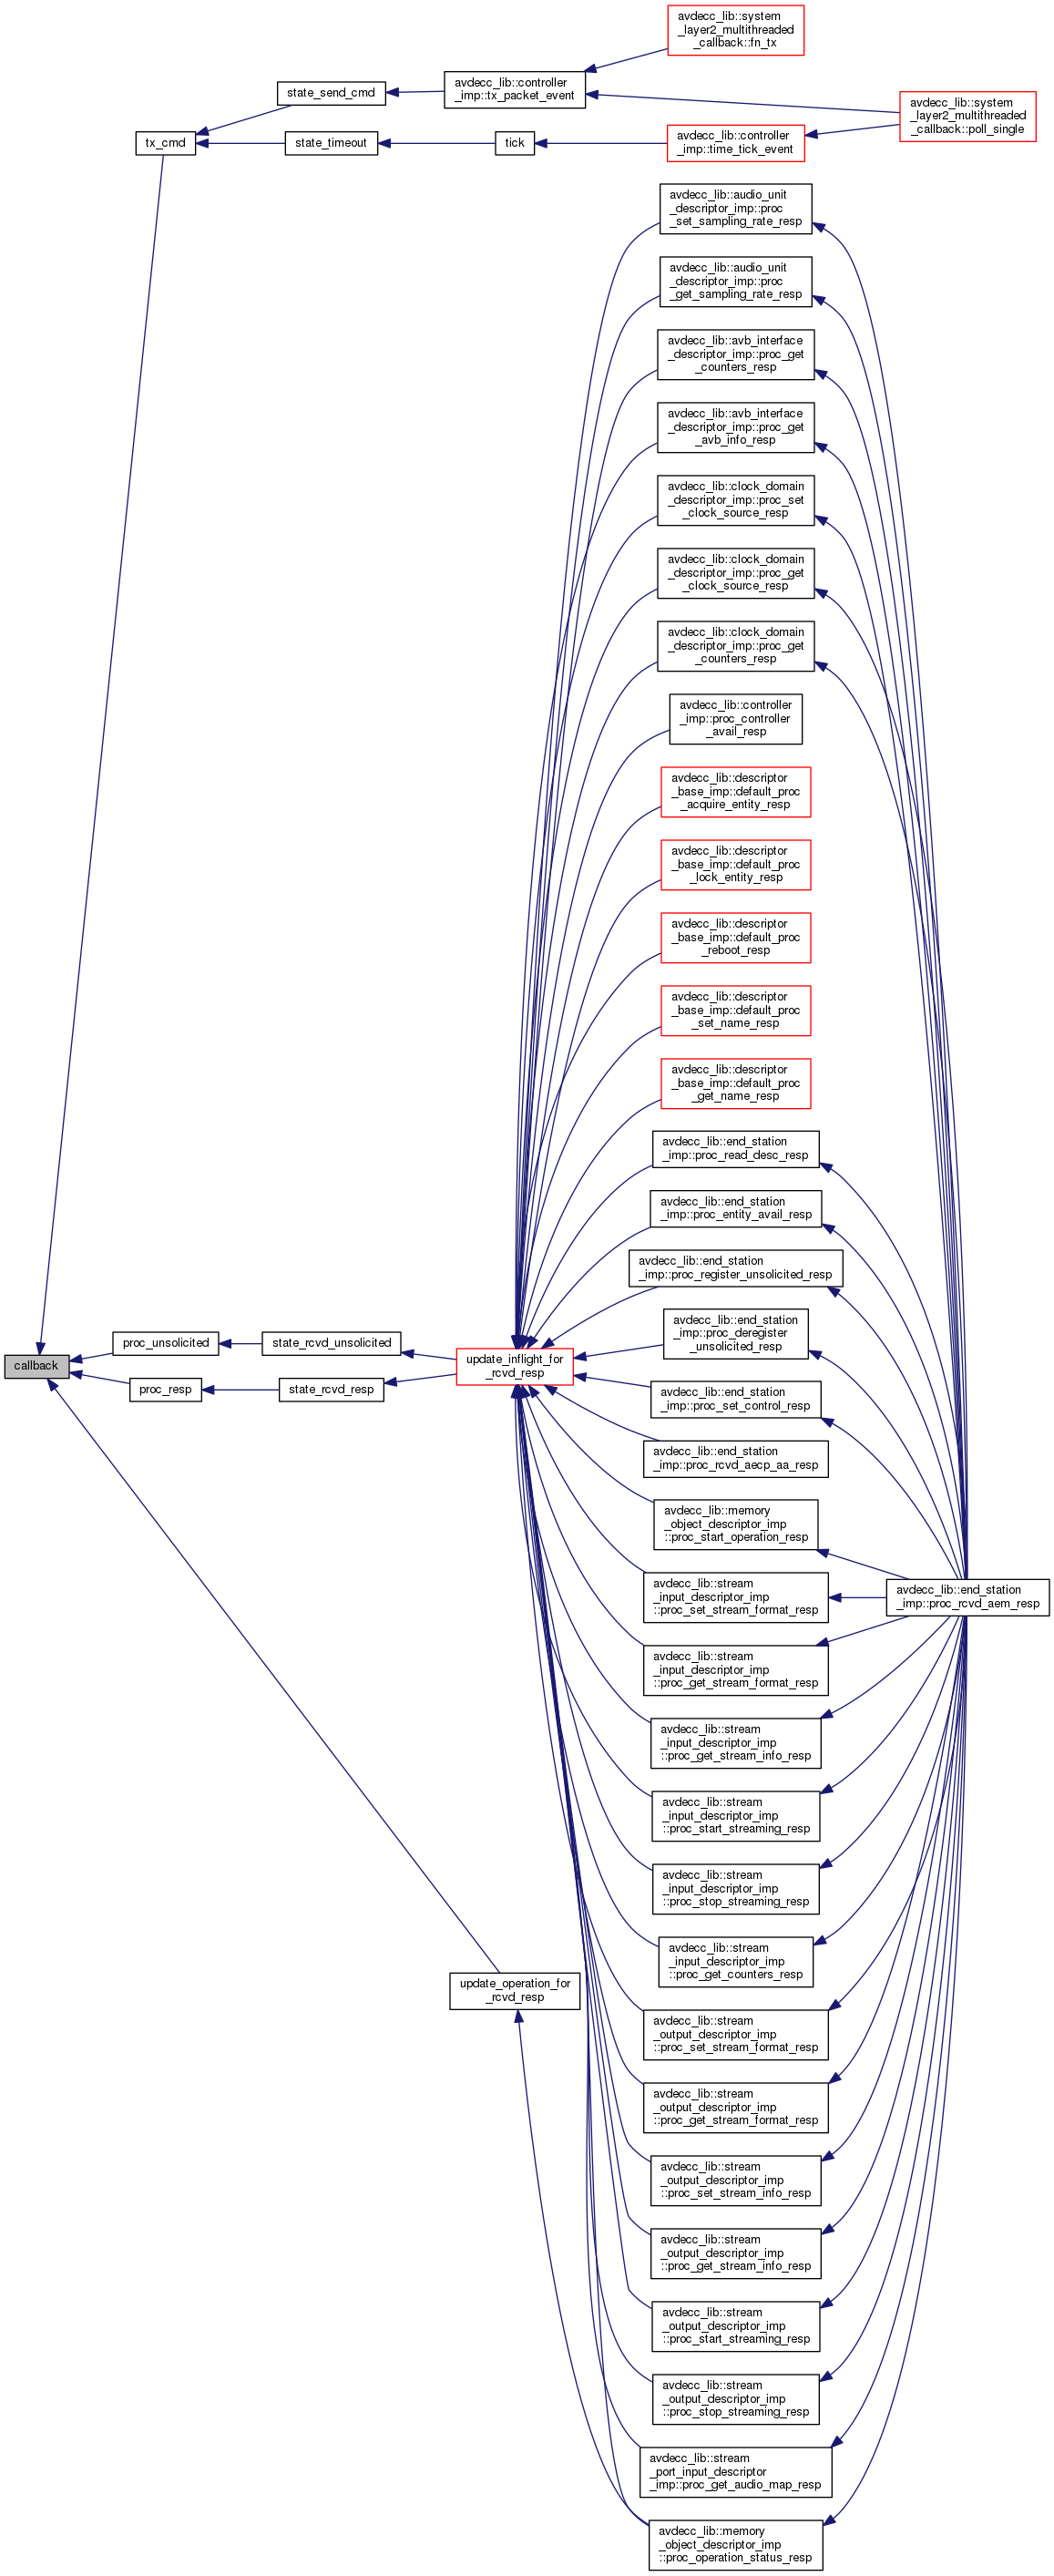 avdecc_lib::system
_layer2_multithreaded
_callback::fn_tx
state_send_cmd
avdecc_lib::controller
_imp::tx_packet_event
avdecc_lib::system
_layer2_multithreaded
_callback::poll_single
tx_cmd
state_timeout
tick
avdecc_lib::controller
_imp::time_tick_event
avdecc_lib::audio_unit
_descriptor_imp::proc
_set_sampling_rate_resp
avdecc_lib::audio_unit
_descriptor_imp::proc
_get_sampling_rate_resp
avdecc_lib::avb_interface
_descriptor_imp::proc_get
_counters_resp
avdecc_lib::avb_interface
_descriptor_imp::proc_get
_avb_info_resp
avdecc_lib::clock_domain
_descriptor_imp::proc_set
_clock_source_resp
avdecc_lib::clock_domain
_descriptor_imp::proc_get
_clock_source_resp
avdecc_lib::clock_domain
_descriptor_imp::proc_get
_counters_resp
avdecc_lib::controller
_imp::proc_controller
_avail_resp
avdecc_lib::descriptor
_base_imp::default_proc
_acquire_entity_resp
avdecc_lib::descriptor
_base_imp::default_proc
_lock_entity_resp
avdecc_lib::descriptor
_base_imp::default_proc
_reboot_resp
avdecc_lib::descriptor
_base_imp::default_proc
_set_name_resp
avdecc_lib::descriptor
_base_imp::default_proc
_get_name_resp
avdecc_lib::end_station
_imp::proc_read_desc_resp
avdecc_lib::end_station
_imp::proc_entity_avail_resp
avdecc_lib::end_station
_imp::proc_register_unsolicited_resp
avdecc_lib::end_station
_imp::proc_deregister
_unsolicited_resp
callback
proc_unsolicited
state_rcvd_unsolicited
proc_resp
state_rcvd_resp
update_inflight_for
_rcvd_resp
avdecc_lib::end_station
_imp::proc_set_control_resp
avdecc_lib::end_station
_imp::proc_rcvd_aecp_aa_resp
avdecc_lib::memory
_object_descriptor_imp
::proc_start_operation_resp
avdecc_lib::stream
_input_descriptor_imp
::proc_set_stream_format_resp
avdecc_lib::end_station
_imp::proc_rcvd_aem_resp
avdecc_lib::stream
_input_descriptor_imp
::proc_get_stream_format_resp
avdecc_lib::stream
_input_descriptor_imp
::proc_get_stream_info_resp
avdecc_lib::stream
_input_descriptor_imp
::proc_start_streaming_resp
avdecc_lib::stream
_input_descriptor_imp
::proc_stop_streaming_resp
avdecc_lib::stream
_input_descriptor_imp
::proc_get_counters_resp
update_operation_for
_rcvd_resp
avdecc_lib::stream
_output_descriptor_imp
::proc_set_stream_format_resp
avdecc_lib::stream
_output_descriptor_imp
::proc_get_stream_format_resp
avdecc_lib::stream
_output_descriptor_imp
::proc_set_stream_info_resp
avdecc_lib::stream
_output_descriptor_imp
::proc_get_stream_info_resp
avdecc_lib::stream
_output_descriptor_imp
::proc_start_streaming_resp
avdecc_lib::stream
_output_descriptor_imp
::proc_stop_streaming_resp
avdecc_lib::stream
_port_input_descriptor
_imp::proc_get_audio_map_resp
avdecc_lib::memory
_object_descriptor_imp
::proc_operation_status_resp